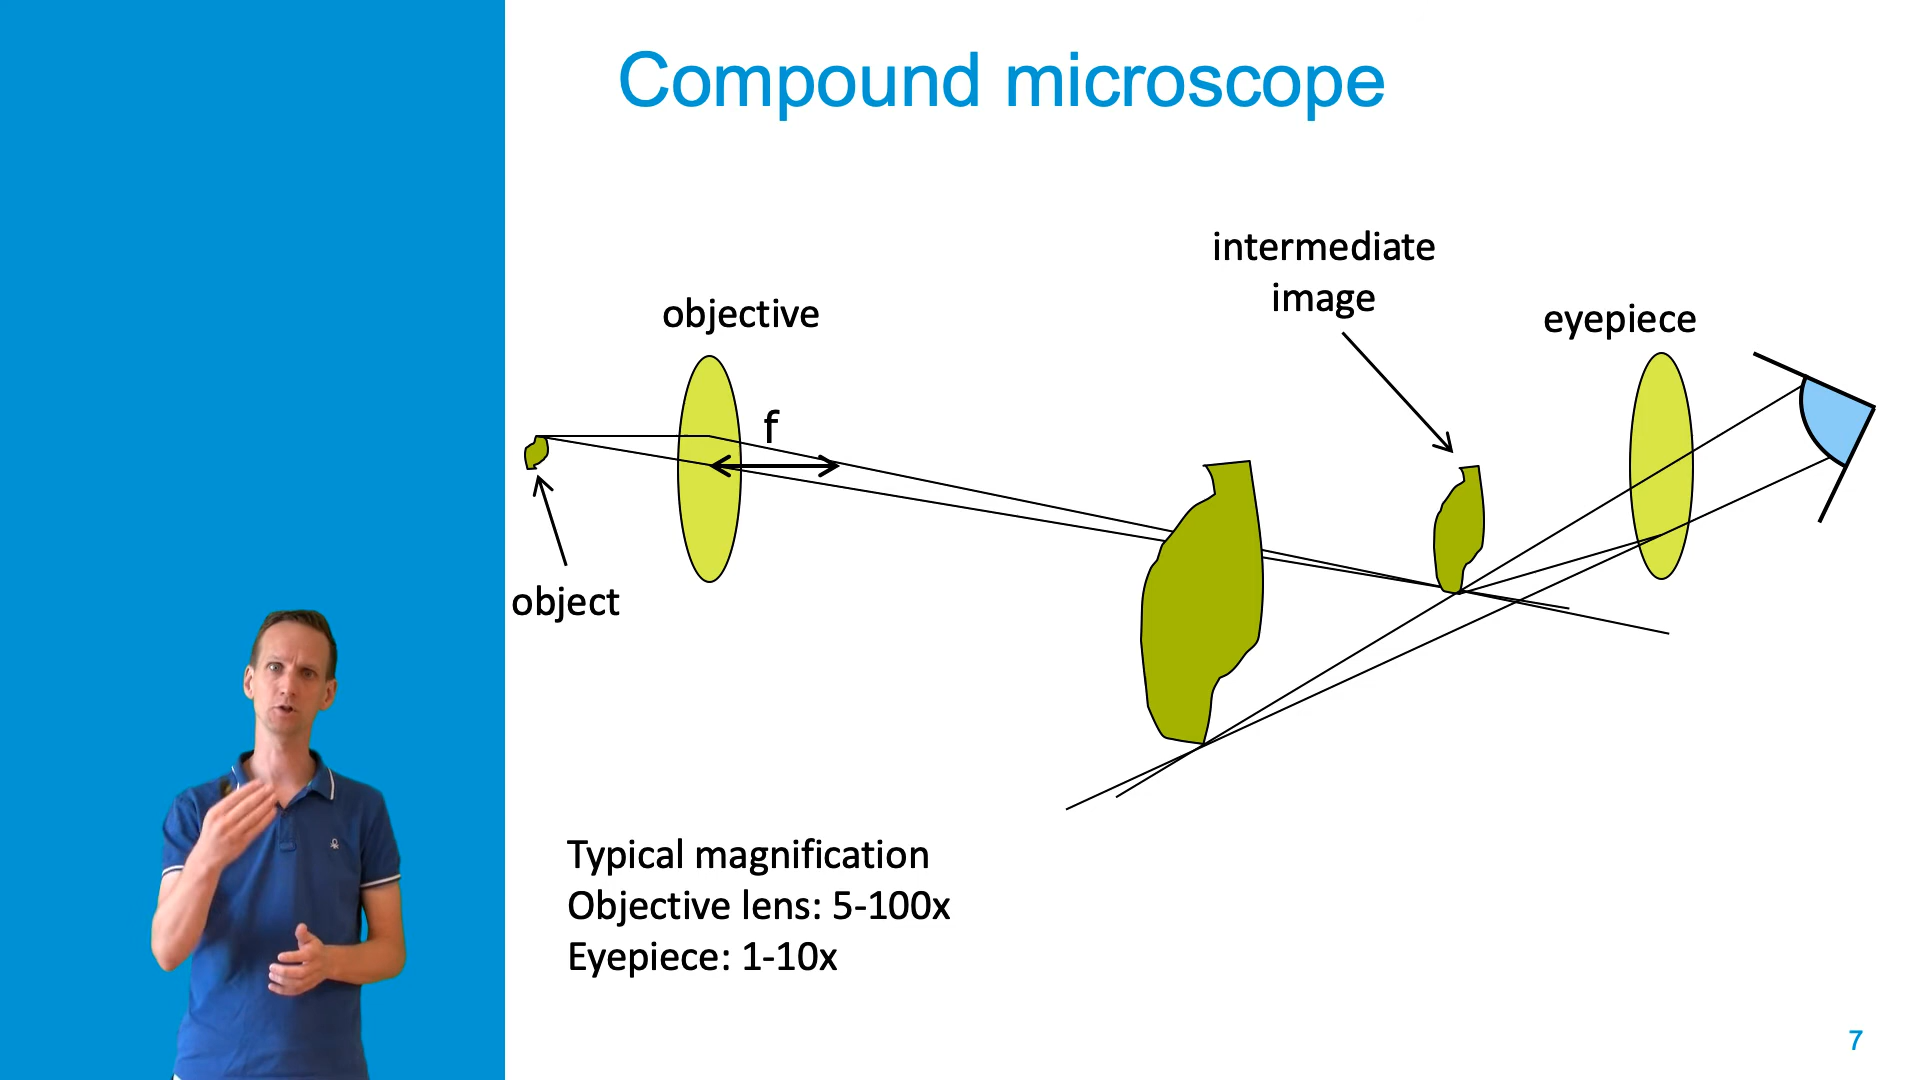 Compound microscope
intermediate
image
objective
eyepiece
f
object
Typical magnification
Objective lens: 5-100x
Eyepiece: 1-10x
7